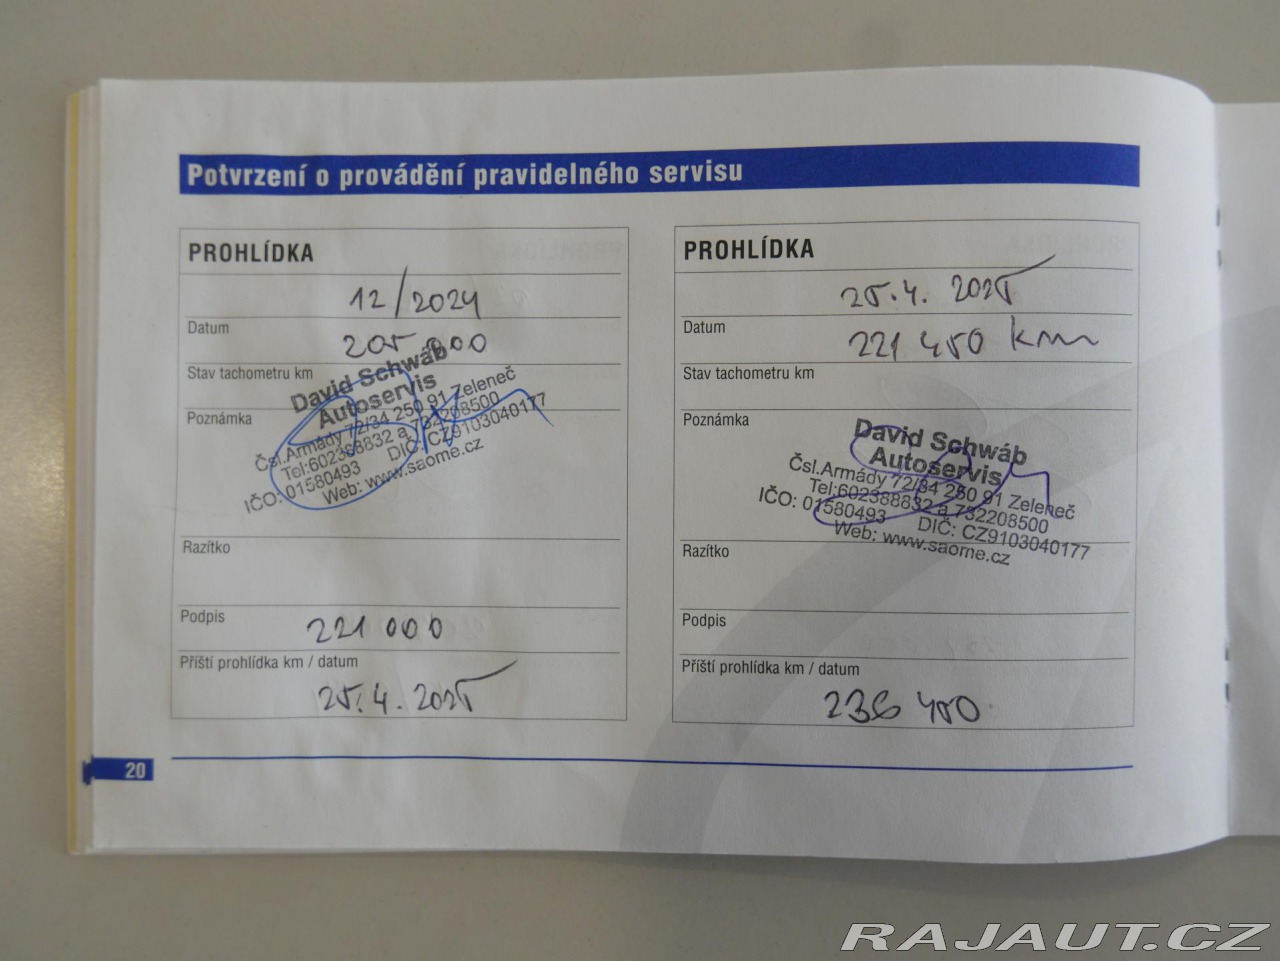 Potvrzení o provádění pravidelného servisu
PROHLÍDKA
12/2024
Datum
205 000
Stav tachometru km
David Schwáb
Autoservis
Poznámka
Čsl.Armády 72/34 250 91 Zeleneč
Tel:602388832 a 732208500
IČO: 01580493 DIČ: CZ9103040177
Web: www.saome.cz
Razítko
Podpis
221 000
Příští prohlídka km / datum
25.4.2025
PROHLÍDKA
25.4. 2025
Datum
221 450 km
Stav tachometru km
Poznámka
David Schwáb
Autoservis
Čsl.Armády 72/34 250 91 Zeleneč
Tel:602388832 a 732208500
IČO: 01580493 DIČ: CZ9103040177
Web: www.saome.cz
Razítko
Podpis
Příští prohlídka km / datum
236 450
20
RAJAUT.CZ